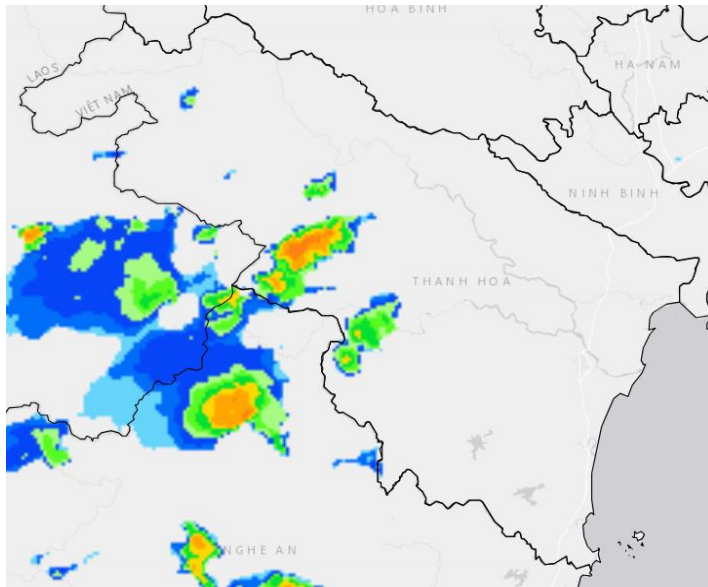 HOA BINH
LAOS
VIỆT NAM
HA NAM
NINH BINH
THANH HOA
NGHE AN